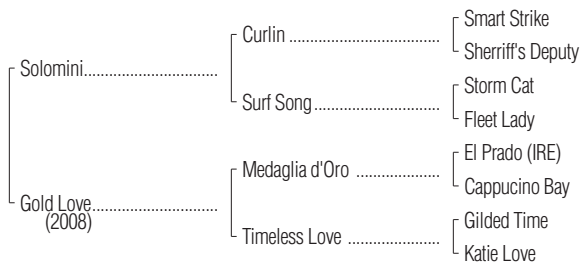 Smart Strike
Curlin ........................................
Sherriff's Deputy
Solomini...................................
Storm Cat
Surf Song.................................
Fleet Lady
El Prado (IRE)
Medaglia d'Oro .....................
Cappucino Bay
Gold Love.................................
(2008)
Gilded Time
Timeless Love .......................
Katie Love